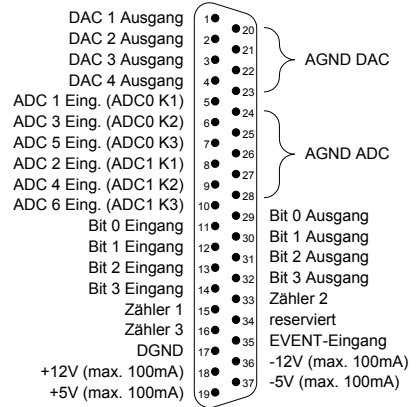 DAC 1 Ausgang 1
DAC 2 Ausgang 2
DAC 3 Ausgang 3
DAC 4 Ausgang 4
ADC 1 Eing. (ADC0 K1) 5
ADC 3 Eing. (ADC0 K2) 6
ADC 5 Eing. (ADC0 K3) 7
ADC 2 Eing. (ADC1 K1) 8
ADC 4 Eing. (ADC1 K2) 9
ADC 6 Eing. (ADC1 K3) 10
Bit 0 Eingang 11
Bit 1 Eingang 12
Bit 2 Eingang 13
Bit 3 Eingang 14
Zähler 1 15
Zähler 3 16
DGND 17
+12V (max. 100mA) 18
+5V (max. 100mA) 19
20
21
22
23
AGND DAC
24
25
26
27
28
AGND ADC
29 Bit 0 Ausgang
30 Bit 1 Ausgang
31 Bit 2 Ausgang
32 Bit 3 Ausgang
33 Zähler 2
34 reserviert
35 EVENT-Eingang
36 -12V (max. 100mA)
37 -5V (max. 100mA)